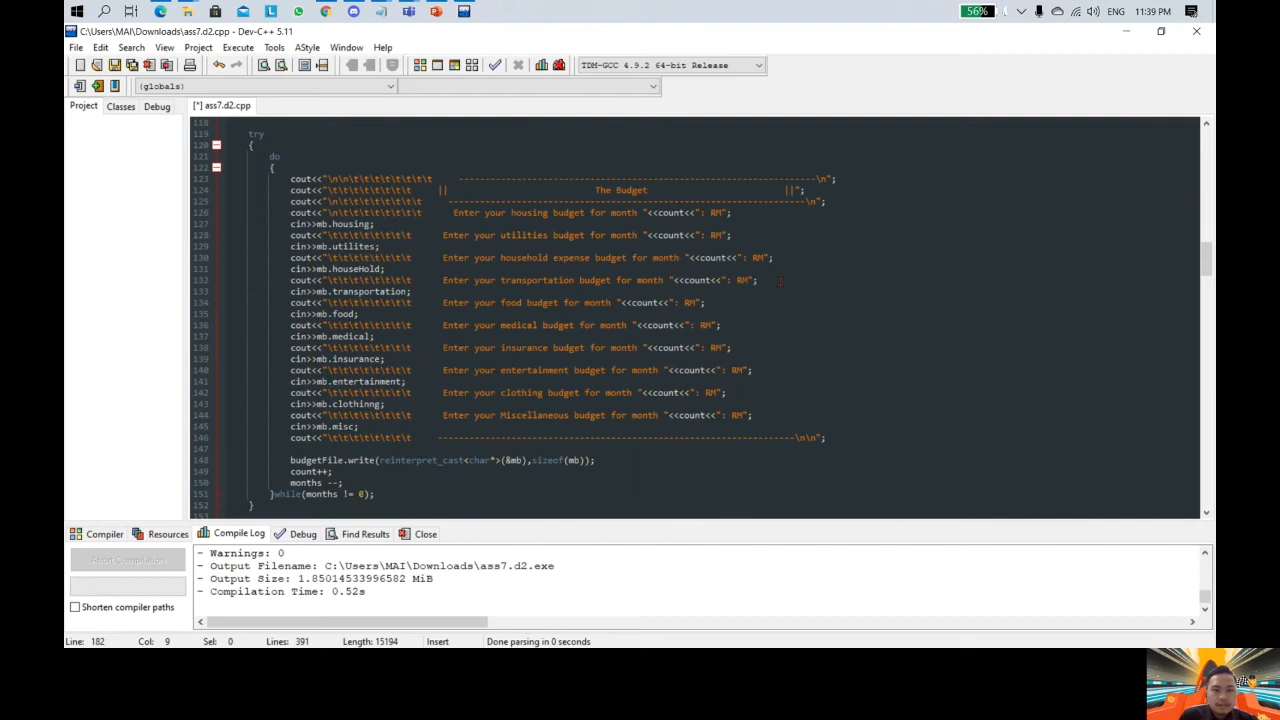 56% ENG 11:39 PM
C:\Users\MAI\Downloads\ass7.d2.cpp - Dev-C++ 5.11
File Edit Search View Project Execute Tools AStyle Window Help
TDM-GCC 4.9.2 64-bit Release
(globals)
Project Classes Debug [*] ass7.d2.cpp
118
119 try
120 {
121 do
122 {
123 cout<<"\n\n\t\t\t\t\t\t\t\t --------------------------------------------------------------------\n";
124 cout<<"\t\t\t\t\t\t\t\t || The Budget ||";
125 cout<<"\n\t\t\t\t\t\t\t\t --------------------------------------------------------------------\n";
126 cout<<"\n\t\t\t\t\t\t\t\t Enter your housing budget for month "<<count<<": RM";
127 cin>>mb.housing;
128 cout<<"\t\t\t\t\t\t\t\t Enter your utilities budget for month "<<count<<": RM";
129 cin>>mb.utilites;
130 cout<<"\t\t\t\t\t\t\t\t Enter your household expense budget for month "<<count<<": RM";
131 cin>>mb.houseHold;
132 cout<<"\t\t\t\t\t\t\t\t Enter your transportation budget for month "<<count<<": RM";
133 cin>>mb.transportation;
134 cout<<"\t\t\t\t\t\t\t\t Enter your food budget for month "<<count<<": RM";
135 cin>>mb.food;
136 cout<<"\t\t\t\t\t\t\t\t Enter your medical budget for month "<<count<<": RM";
137 cin>>mb.medical;
138 cout<<"\t\t\t\t\t\t\t\t Enter your insurance budget for month "<<count<<": RM";
139 cin>>mb.insurance;
140 cout<<"\t\t\t\t\t\t\t\t Enter your entertainment budget for month "<<count<<": RM";
141 cin>>mb.entertainment;
142 cout<<"\t\t\t\t\t\t\t\t Enter your clothing budget for month "<<count<<": RM";
143 cin>>mb.clothinng;
144 cout<<"\t\t\t\t\t\t\t\t Enter your Miscellaneous budget for month "<<count<<": RM";
145 cin>>mb.misc;
146 cout<<"\t\t\t\t\t\t\t\t --------------------------------------------------------------------\n\n";
147
148 budgetFile.write(reinterpret_cast<char*>(&mb),sizeof(mb));
149 count++;
150 months --;
151 }while(months != 0);
152 }
153
Compiler Resources Compile Log Debug Find Results Close
Abort Compilation
Shorten compiler paths
- Warnings: 0
- Output Filename: C:\Users\MAI\Downloads\ass7.d2.exe
- Output Size: 1.85014533996582 MiB
- Compilation Time: 0.52s
Line: 182 Col: 9 Sel: 0 Lines: 391 Length: 15194 Insert Done parsing in 0 seconds